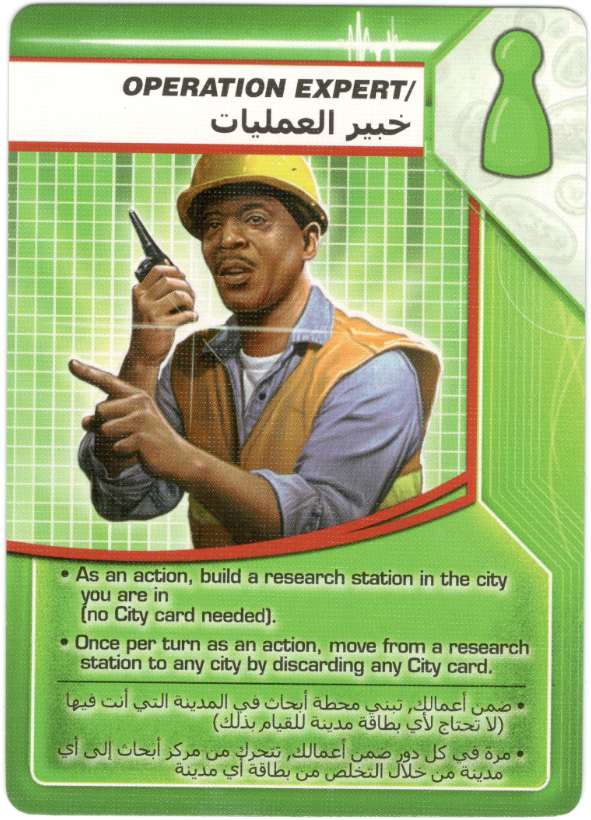 OPERATION EXPERT/
خبير العمليات
• As an action, build a research station in the city
you are in
(no City card needed).
• Once per turn as an action, move from a research
station to any city by discarding any City card.
• ضمن أعمالك, تبني محطة أبحاث في المدينة التي أنت فيها
(لا تحتاج لأي بطاقة مدينة للقيام بذلك)
• مرة في كل دور ضمن أعمالك, تتحرك من مركز أبحاث إلى أي
مدينة من خلال التخلص من بطاقة أي مدينة